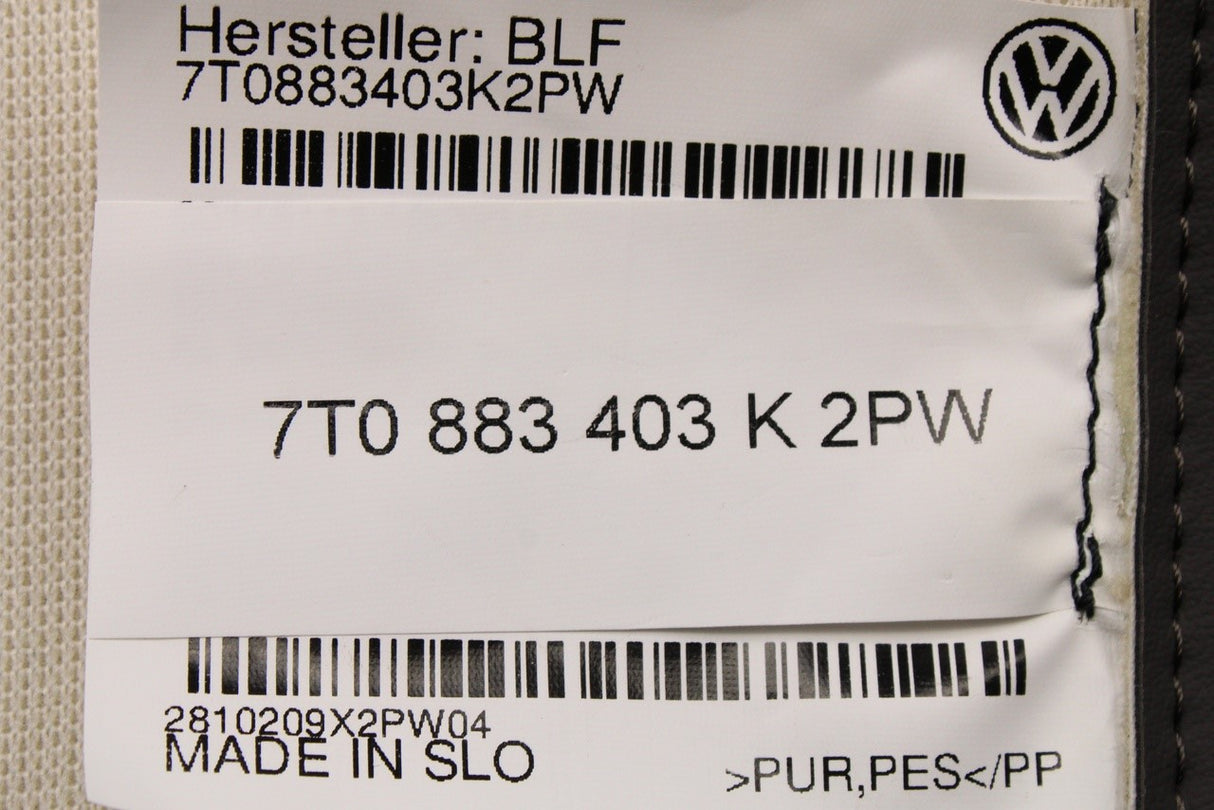 Hersteller: BLF
7T0883403K2PW
7T0 883 403 K 2PW
2810209X2PW04
MADE IN SLO
>PUR,PES</PP